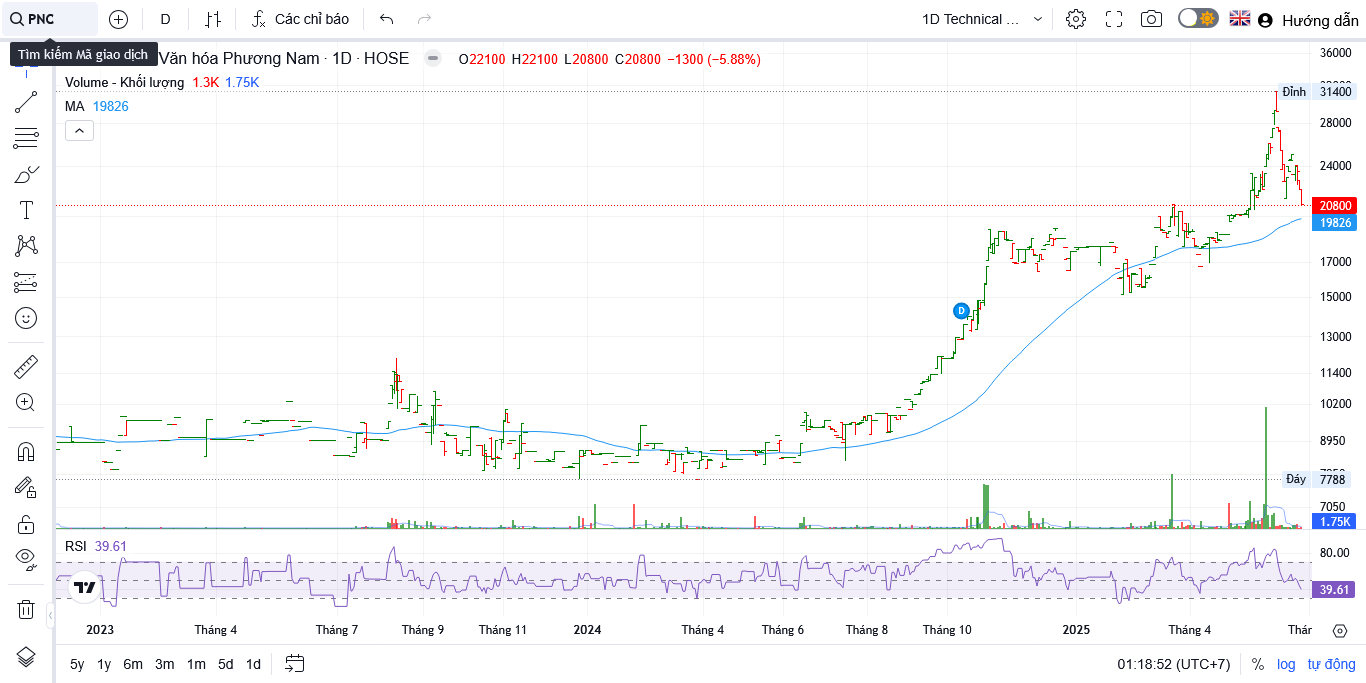 PNC D Các chỉ báo 1D Technical ... Hướng dẫn
Tìm kiếm Mã giao dịch
Văn hóa Phương Nam · 1D · HOSE O22100 H22100 L20800 C20800 −1300 (−5.88%)
Volume - Khối lượng 1.3K 1.75K
MA 19826
36000
Đỉnh 31400
28000
24000
20800
19826
17000
15000
D
13000
11400
10200
8950
Đáy 7788
7050
1.75K
RSI 39.61
80.00
39.61
2023 Tháng 4 Tháng 7 Tháng 9 Tháng 11 2024 Tháng 4 Tháng 6 Tháng 8 Tháng 10 2025 Tháng 4 Thár
5y 1y 6m 3m 1m 5d 1d 01:18:52 (UTC+7) % log tự động